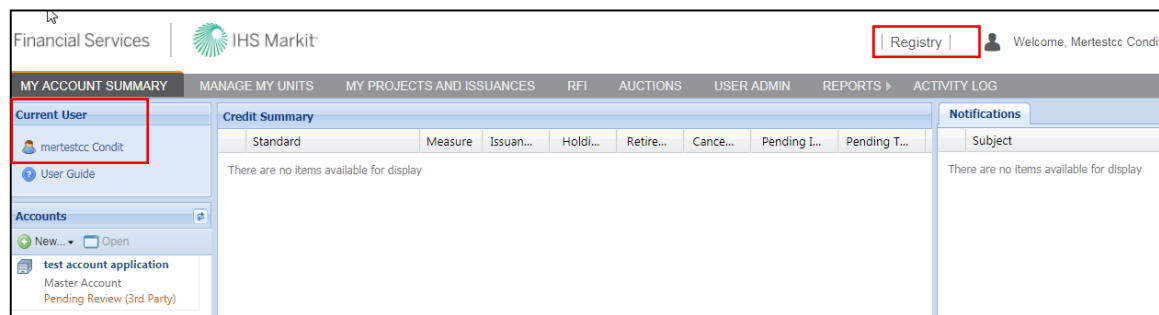 Financial Services
IHS Markit
| Registry |
Welcome, Mertestcc Condit
MY ACCOUNT SUMMARY MANAGE MY UNITS MY PROJECTS AND ISSUANCES RFI AUCTIONS USER ADMIN REPORTS ACTIVITY LOG
Current User
mertestcc Condit
User Guide
Accounts
New... Open
test account application
Master Account
Pending Review (3rd Party)
Credit Summary
Standard Measure Issuan... Holdi... Retire... Cance... Pending I... Pending T...
There are no items available for display
Notifications
Subject
There are no items available for display